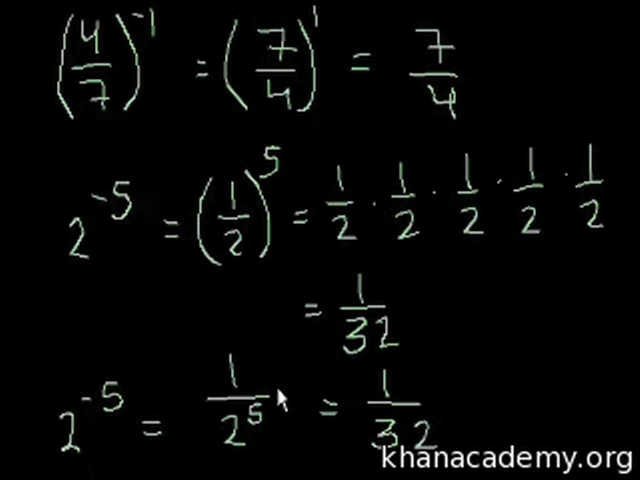 (4/7)^-1 = (7/4)^1 = 7/4
2^-5 = (1/2)^5 = 1/2 · 1/2 · 1/2 · 1/2 · 1/2
= 1/32
2^-5 = 1/2^5 = 1/32
khanacademy.org